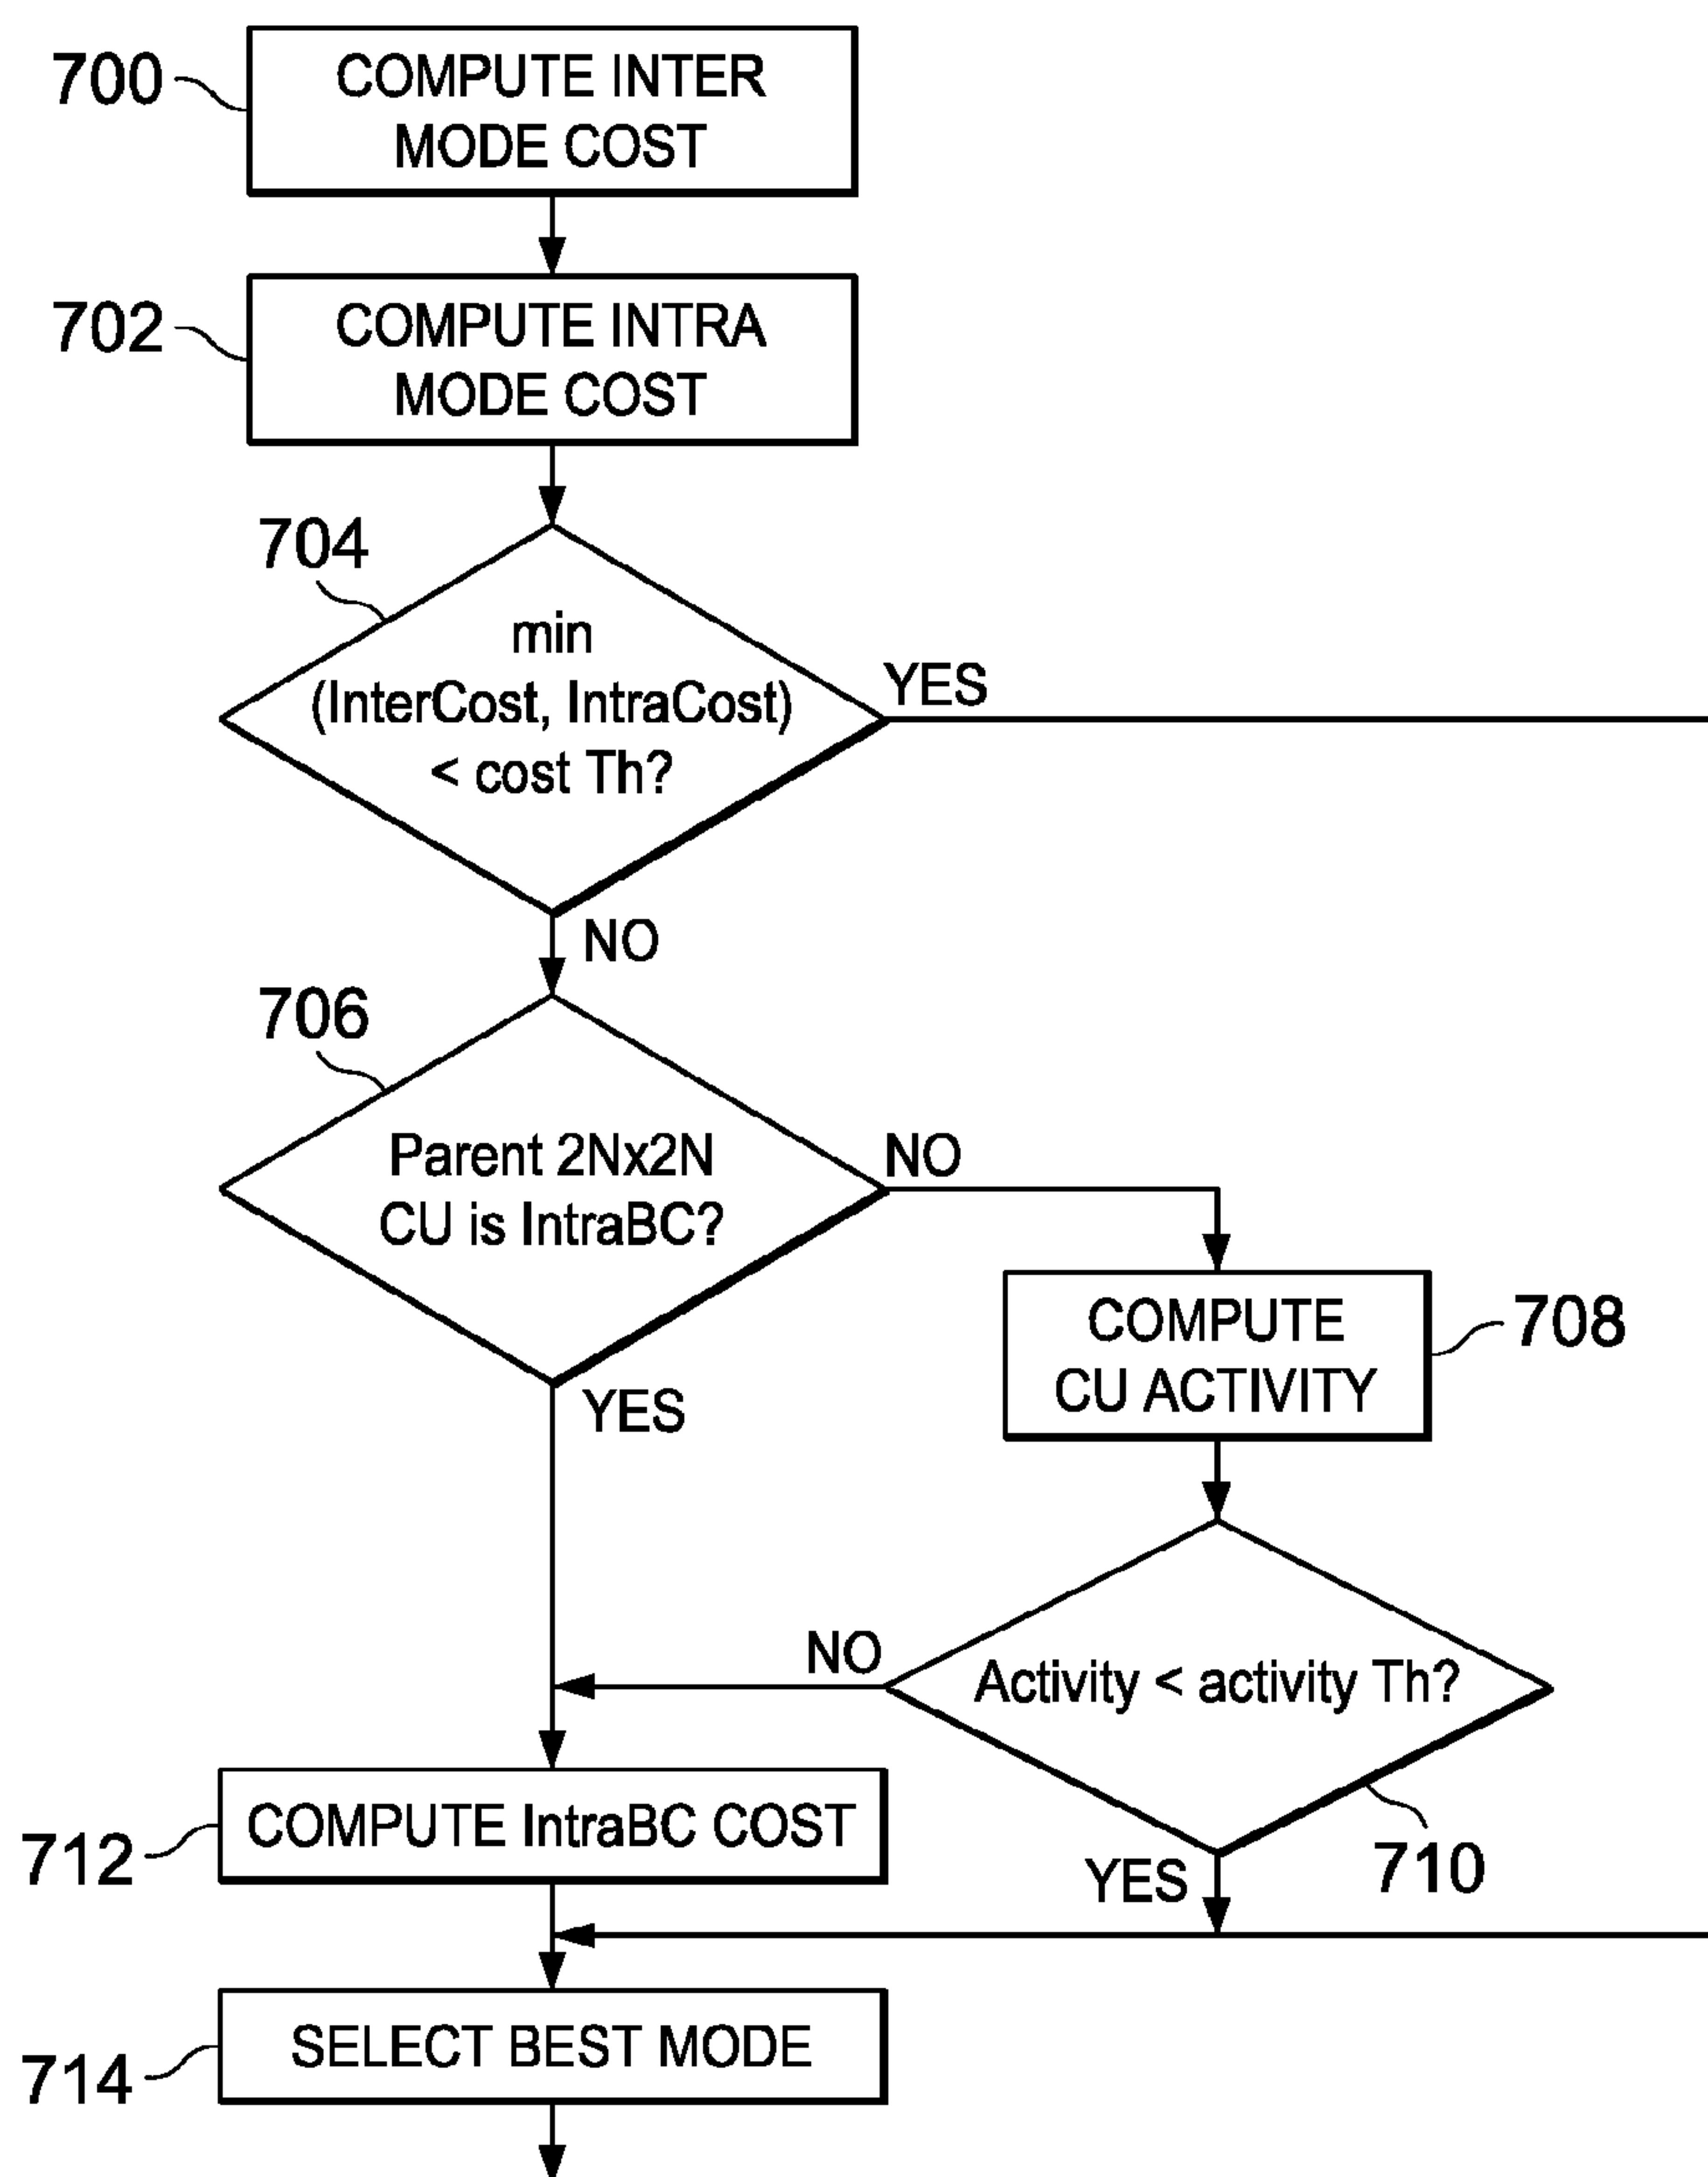 700
COMPUTE INTER
MODE COST
702
COMPUTE INTRA
MODE COST
704
min
(InterCost, IntraCost)
< cost Th?
YES
NO
706
Parent 2Nx2N
CU is IntraBC?
NO
YES
COMPUTE
CU ACTIVITY
708
Activity < activity Th?
NO
YES
710
712
COMPUTE IntraBC COST
714
SELECT BEST MODE